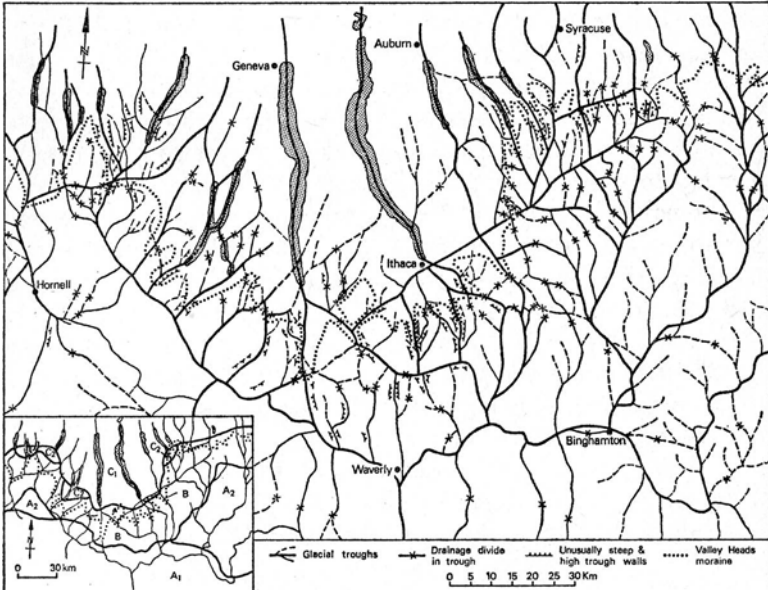 N
Geneva
Auburn
Syracuse
Ithaca
Hornell
Waverly
Binghamton
C₁
C₂
A₂
B
A₂
B
A₁
N
0 30 km
Glacial troughs
Drainage divide in trough
Unusually steep & high trough walls
Valley Heads moraine
0 5 10 15 20 25 30 Km